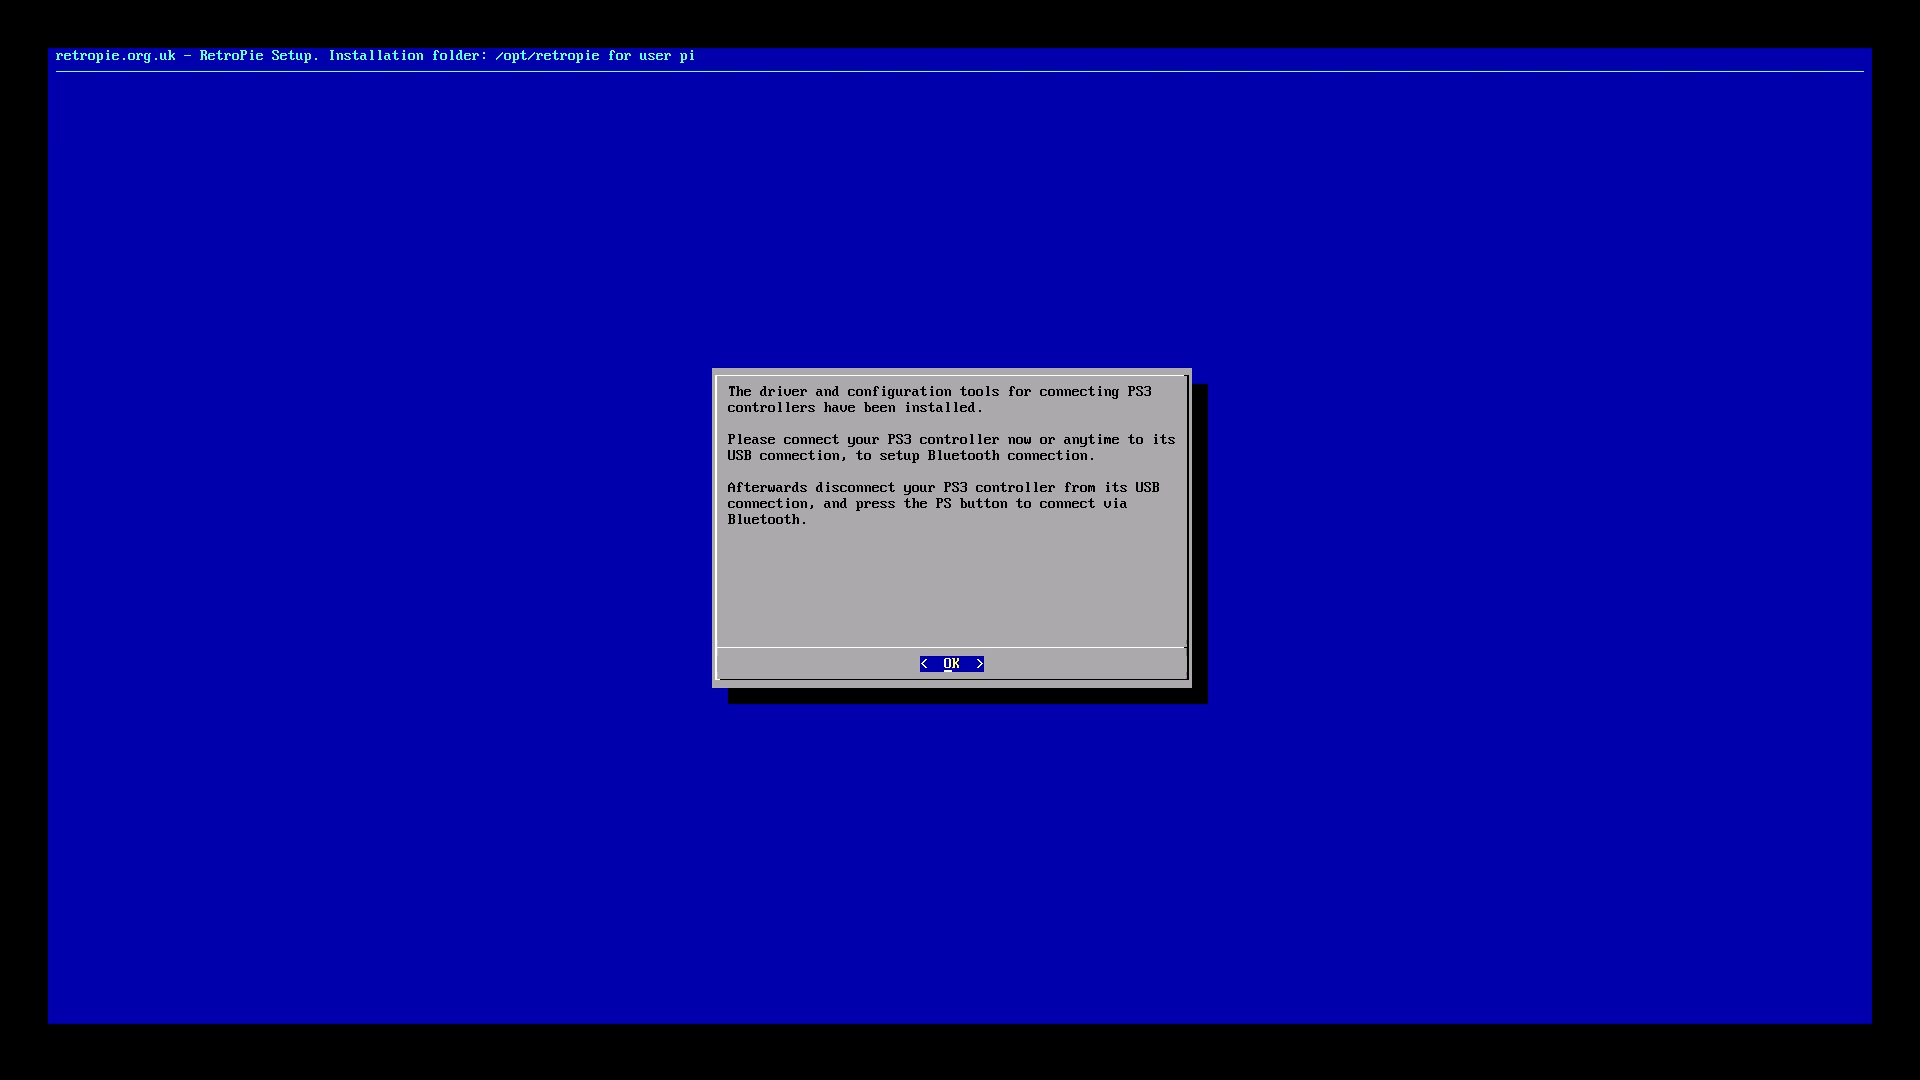 retropie.org.uk - RetroPie Setup. Installation folder: /opt/retropie for user pi
The driver and configuration tools for connecting PS3
controllers have been installed.
Please connect your PS3 controller now or anytime to its
USB connection, to setup Bluetooth connection.
Afterwards disconnect your PS3 controller from its USB
connection, and press the PS button to connect via
Bluetooth.
<  OK  >